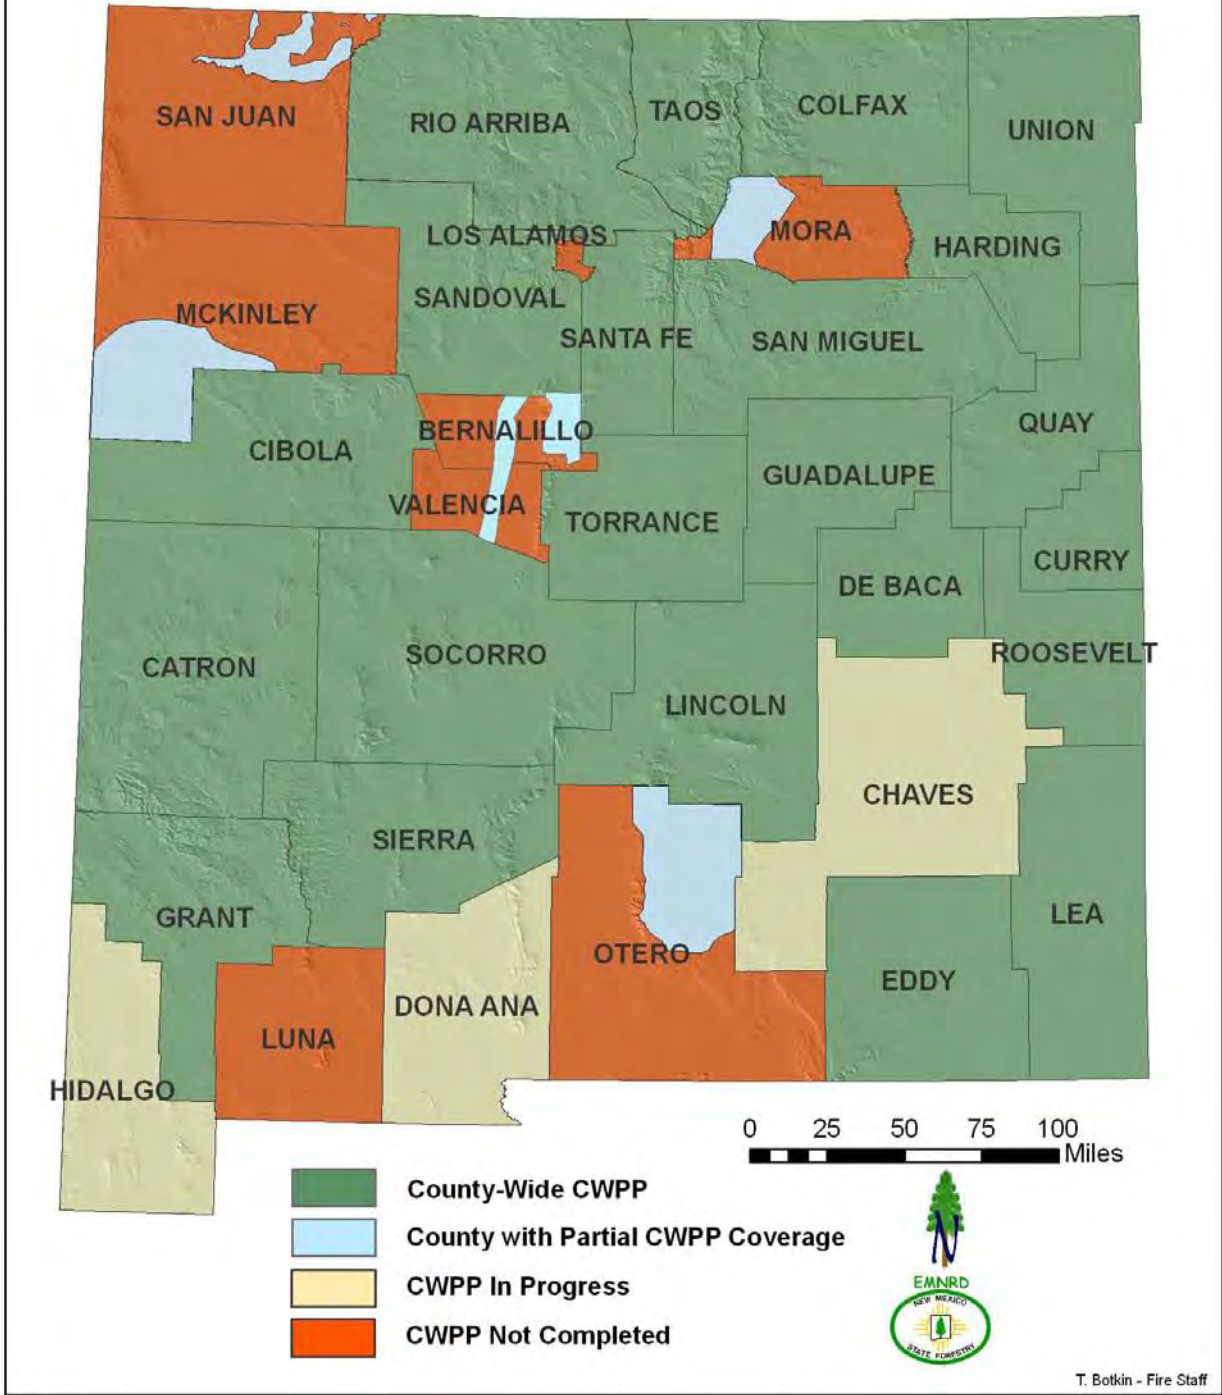 SAN JUAN
RIO ARRIBA
TAOS
COLFAX
UNION
LOS ALAMOS
MORA
HARDING
MCKINLEY
SANDOVAL
SANTA FE
SAN MIGUEL
BERNALILLO
QUAY
CIBOLA
GUADALUPE
VALENCIA
TORRANCE
CURRY
DE BACA
CATRON
SOCORRO
ROOSEVELT
LINCOLN
CHAVES
SIERRA
GRANT
LEA
OTERO
EDDY
DONA ANA
LUNA
HIDALGO
0 25 50 75 100
Miles
County-Wide CWPP
County with Partial CWPP Coverage
CWPP In Progress
CWPP Not Completed
N
EMNRD
NEW MEXICO
STATE FORESTRY
T. Botkin - Fire Staff